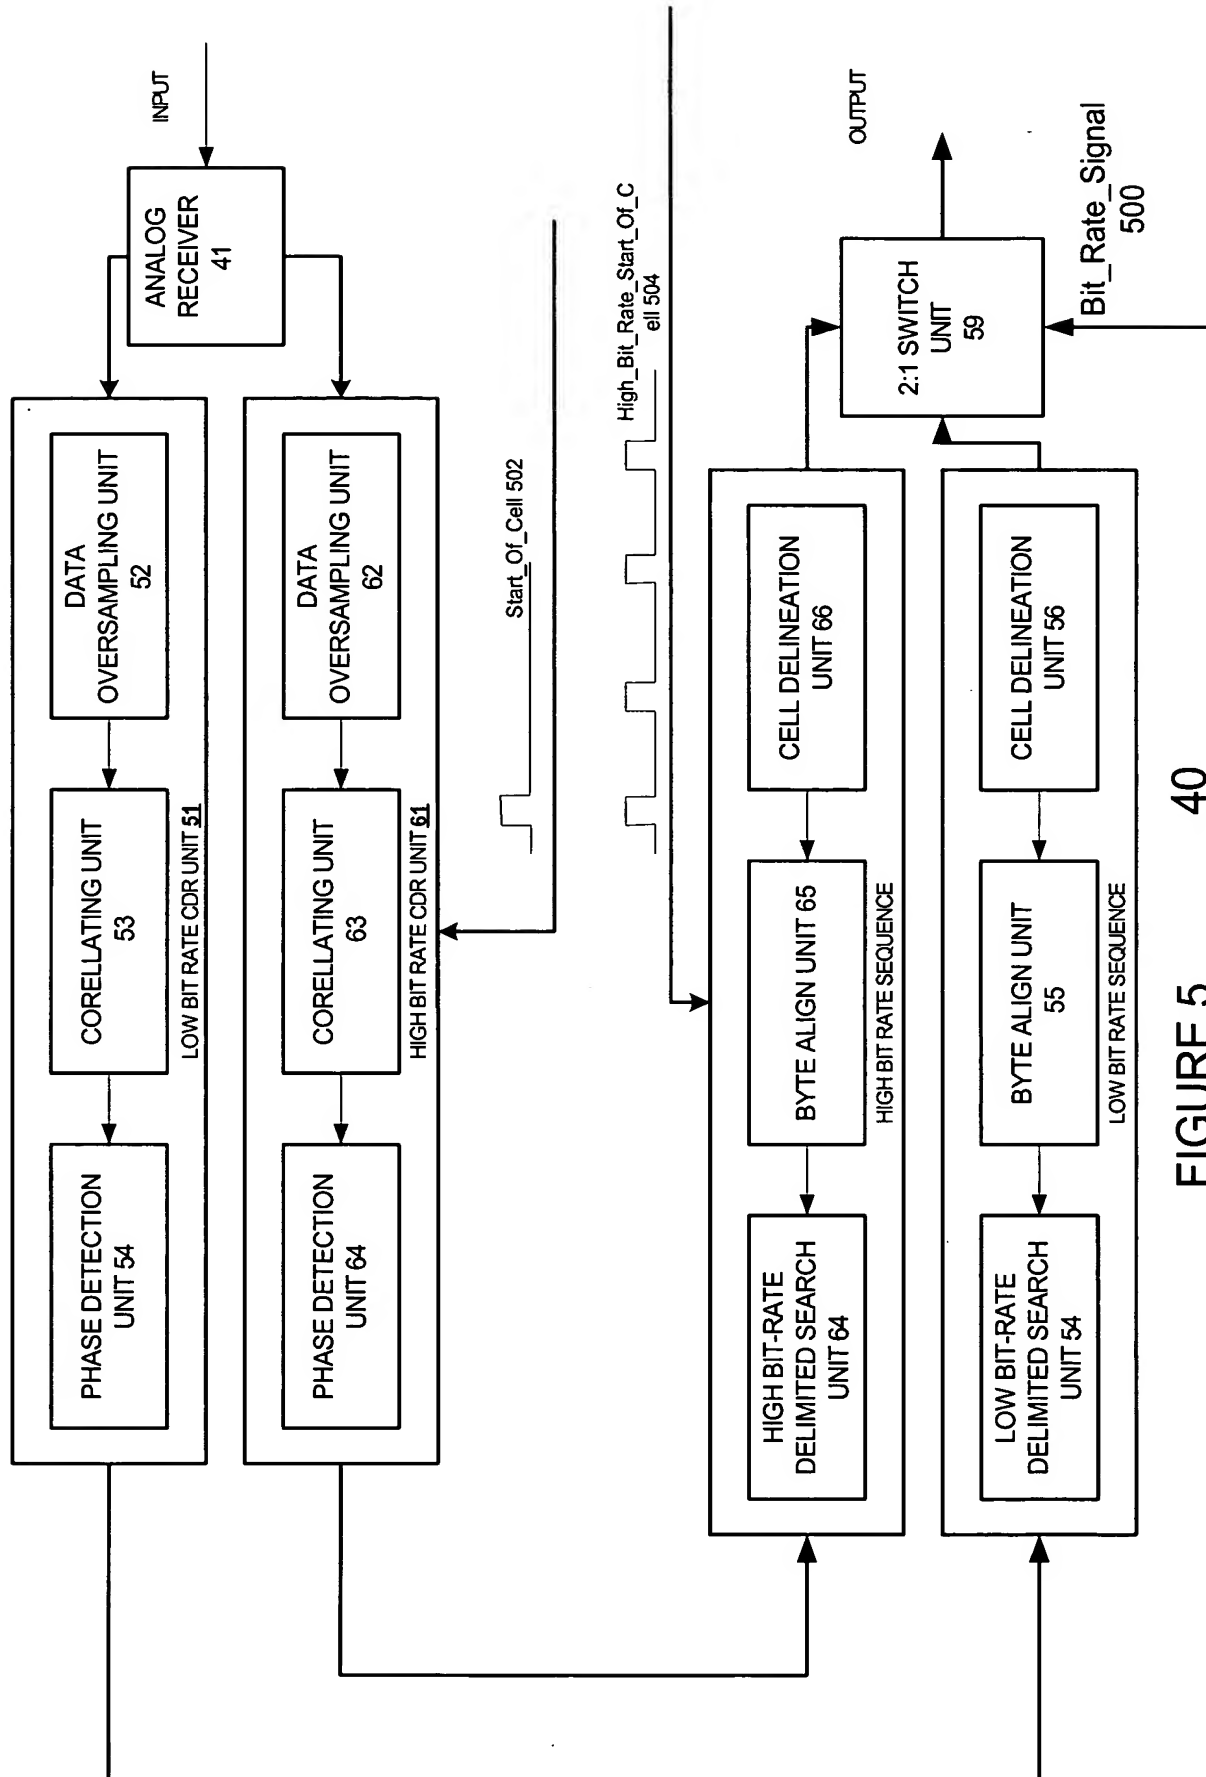 INPUT
ANALOG
RECEIVER
41
DATA
OVERSAMPLING UNIT
52
CORELLATING UNIT
53
PHASE DETECTION
UNIT 54
LOW BIT RATE CDR UNIT 51
DATA
OVERSAMPLING UNIT
62
CORELLATING UNIT
63
PHASE DETECTION
UNIT 64
HIGH BIT RATE CDR UNIT 61
Start_Of_Cell 502
High_Bit_Rate_Start_Of_C
ell 504
CELL DELINEATION
UNIT 66
BYTE ALIGN UNIT 65
HIGH BIT-RATE
DELIMITED SEARCH
UNIT 64
HIGH BIT RATE SEQUENCE
CELL DELINEATION
UNIT 56
BYTE ALIGN UNIT
55
LOW BIT-RATE
DELIMITED SEARCH
UNIT 54
LOW BIT RATE SEQUENCE
2:1 SWITCH
UNIT
59
OUTPUT
Bit_Rate_Signal
500
FIGURE 5
40